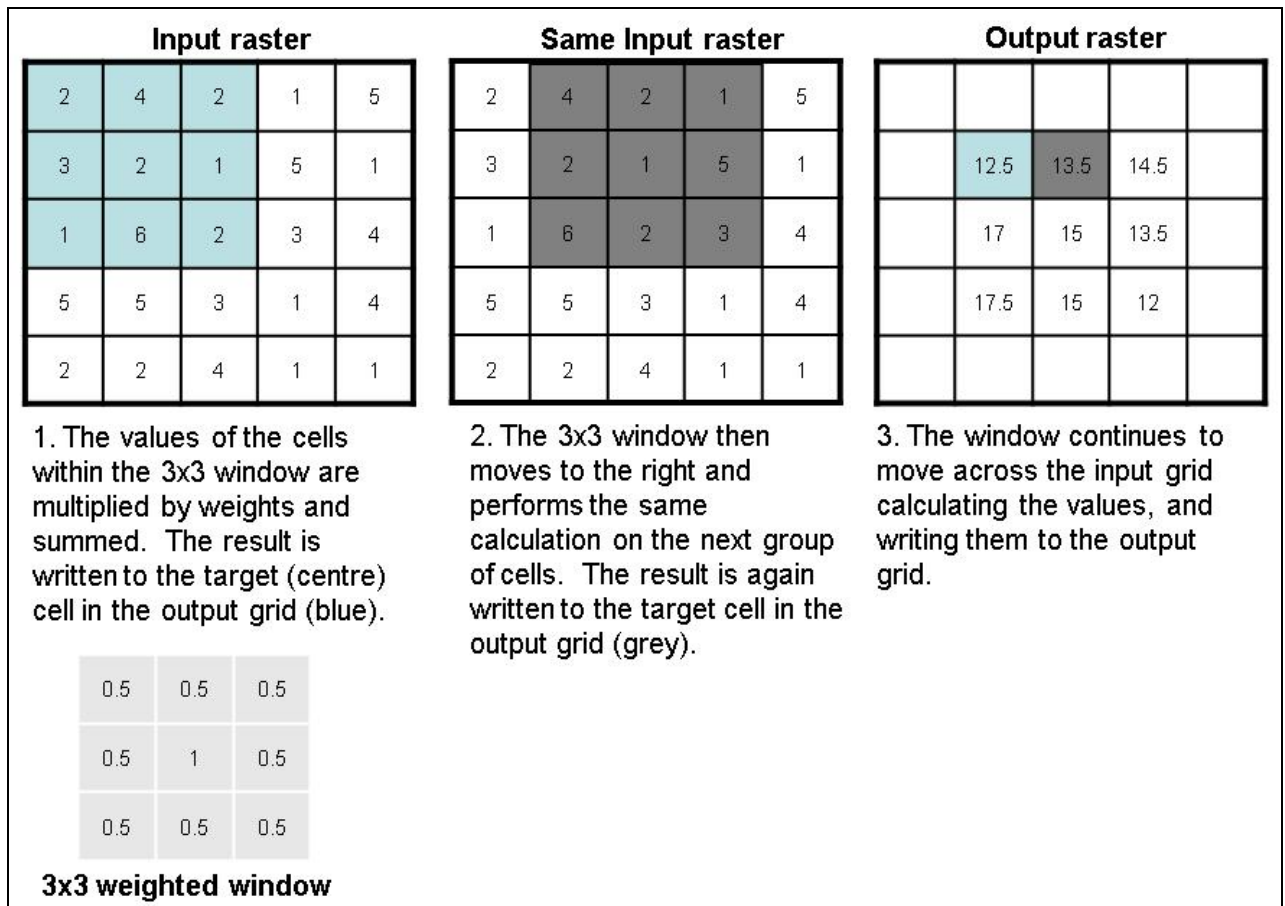 Input raster
2 4 2 1 5
3 2 1 5 1
1 6 2 3 4
5 5 3 1 4
2 2 4 1 1
1. The values of the cells
within the 3x3 window are
multiplied by weights and
summed. The result is
written to the target (centre)
cell in the output grid (blue).
0.5 0.5 0.5
0.5 1 0.5
0.5 0.5 0.5
3x3 weighted window
Same Input raster
2 4 2 1 5
3 2 1 5 1
1 6 2 3 4
5 5 3 1 4
2 2 4 1 1
2. The 3x3 window then
moves to the right and
performs the same
calculation on the next group
of cells. The result is again
written to the target cell in the
output grid (grey).
Output raster
12.5 13.5 14.5
17 15 13.5
17.5 15 12
3. The window continues to
move across the input grid
calculating the values, and
writing them to the output
grid.